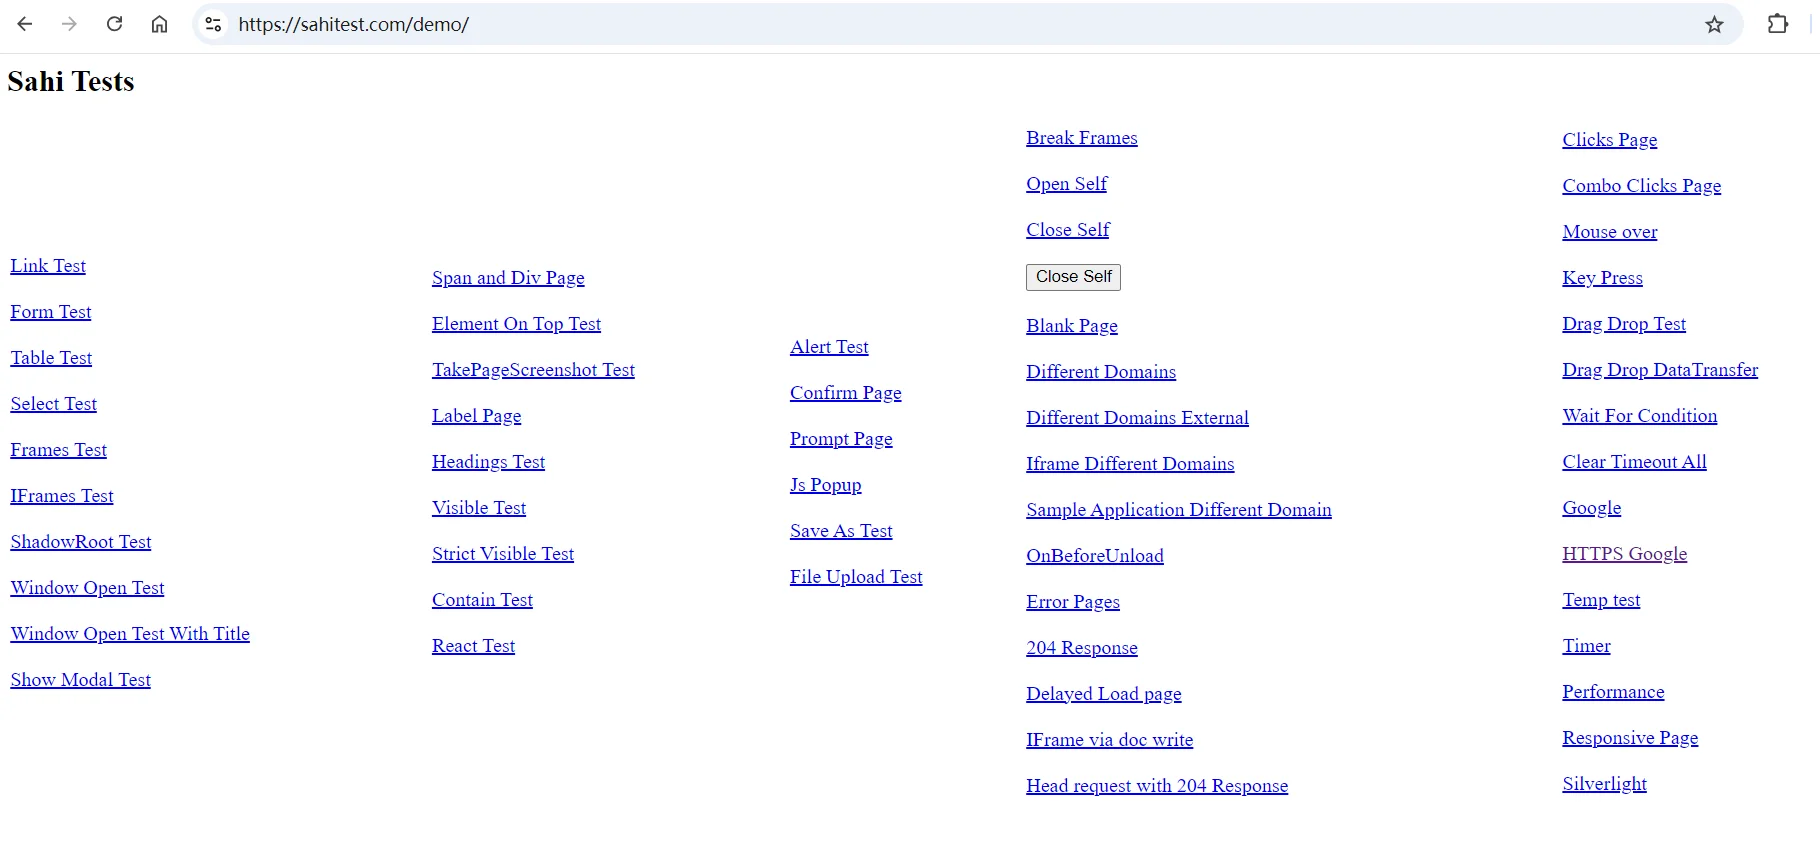 https://sahitest.com/demo/
Sahi Tests
Link Test
Form Test
Table Test
Select Test
Frames Test
IFrames Test
ShadowRoot Test
Window Open Test
Window Open Test With Title
Show Modal Test
Span and Div Page
Element On Top Test
TakePageScreenshot Test
Label Page
Headings Test
Visible Test
Strict Visible Test
Contain Test
React Test
Alert Test
Confirm Page
Prompt Page
Js Popup
Save As Test
File Upload Test
Break Frames
Open Self
Close Self
Close Self
Blank Page
Different Domains
Different Domains External
Iframe Different Domains
Sample Application Different Domain
OnBeforeUnload
Error Pages
204 Response
Delayed Load page
IFrame via doc write
Head request with 204 Response
Clicks Page
Combo Clicks Page
Mouse over
Key Press
Drag Drop Test
Drag Drop DataTransfer
Wait For Condition
Clear Timeout All
Google
HTTPS Google
Temp test
Timer
Performance
Responsive Page
Silverlight